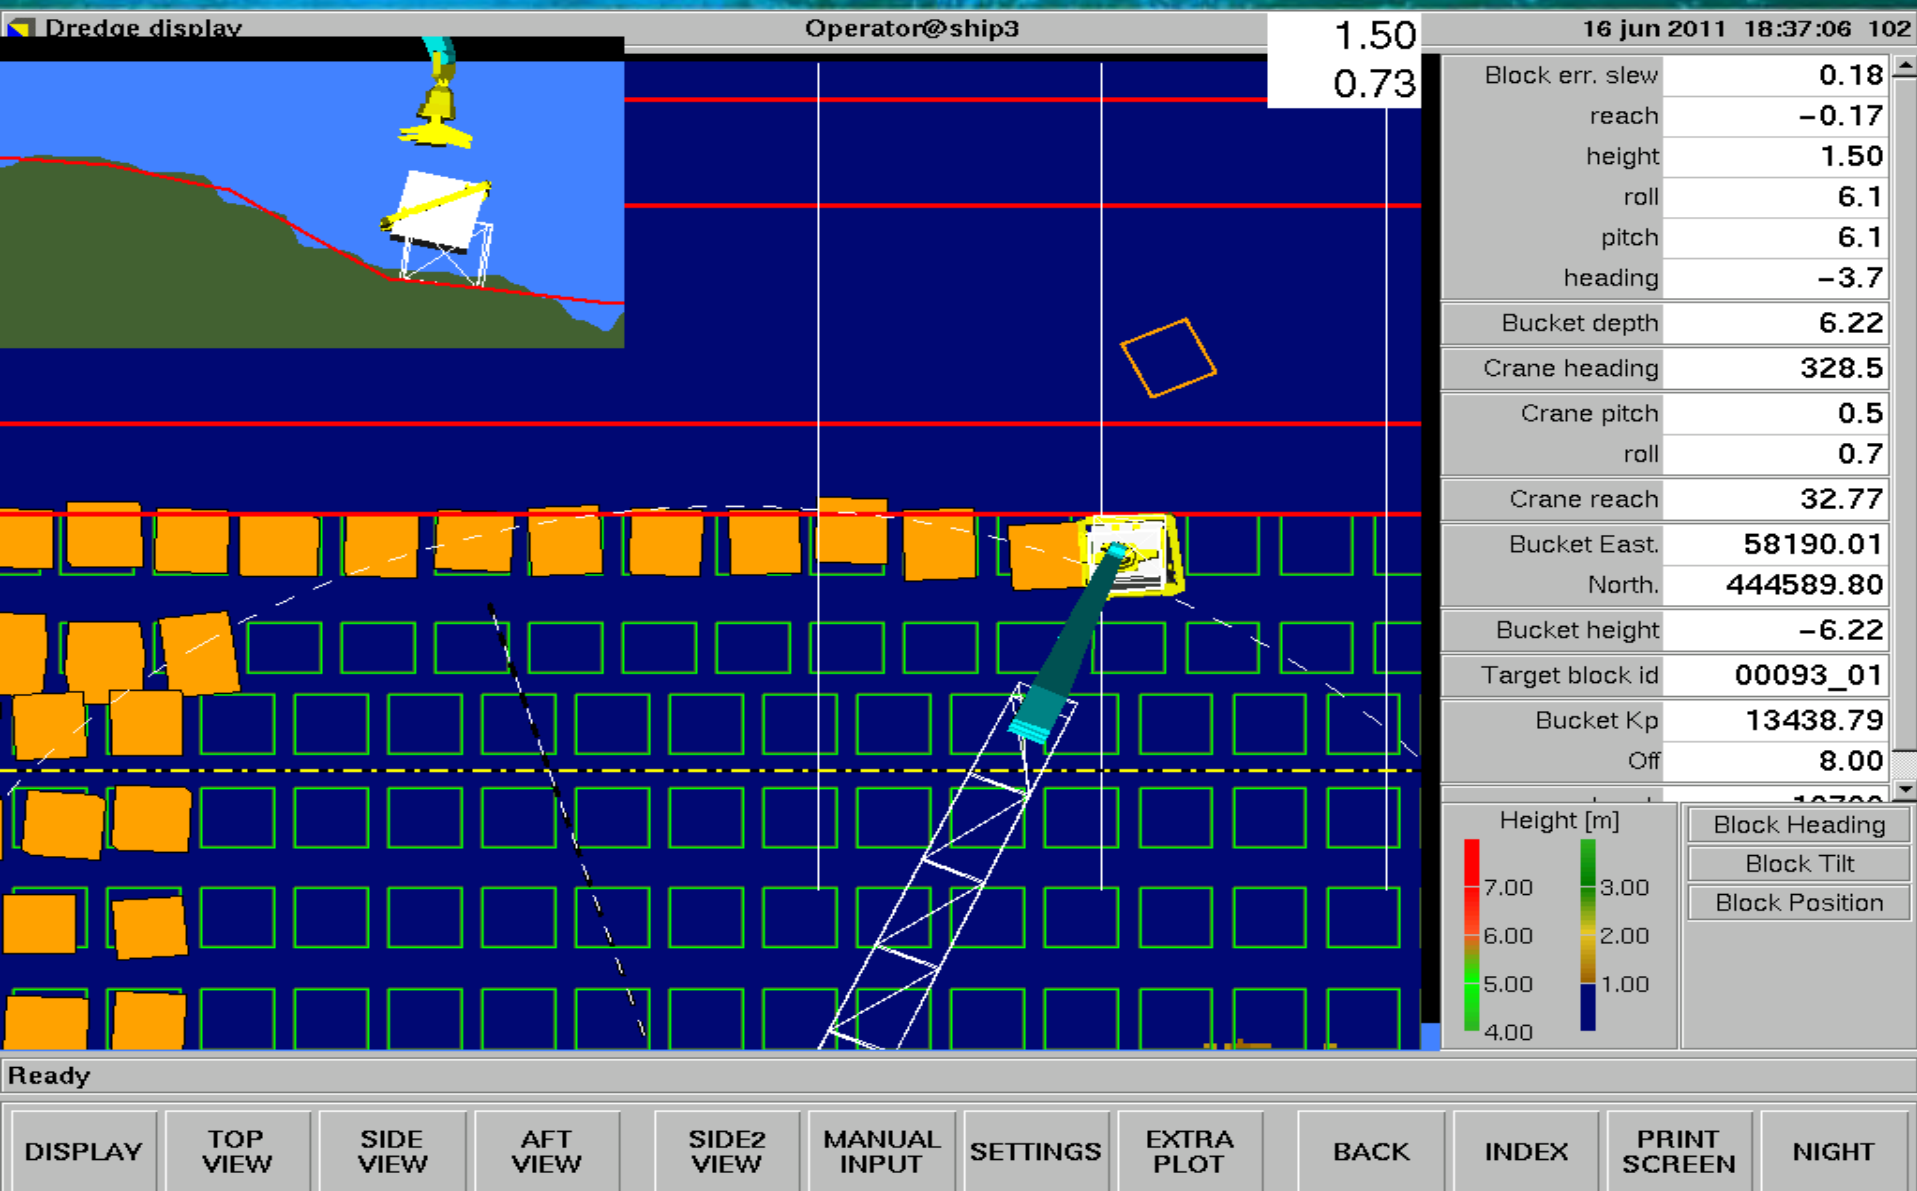 Dredge display
Operator@ship3
16 jun 2011 18:37:06 102
1.50
0.73
Block err. slew 0.18
reach −0.17
height 1.50
roll 6.1
pitch 6.1
heading −3.7
Bucket depth 6.22
Crane heading 328.5
Crane pitch 0.5
roll 0.7
Crane reach 32.77
Bucket East. 58190.01
North. 444589.80
Bucket height −6.22
Target block id 00093_01
Bucket Kp 13438.79
Off 8.00
Height [m]
7.00 3.00
6.00 2.00
5.00 1.00
4.00
Block Heading
Block Tilt
Block Position
Ready
DISPLAY
TOP
VIEW
SIDE
VIEW
AFT
VIEW
SIDE2
VIEW
MANUAL
INPUT
SETTINGS
EXTRA
PLOT
BACK
INDEX
PRINT
SCREEN
NIGHT